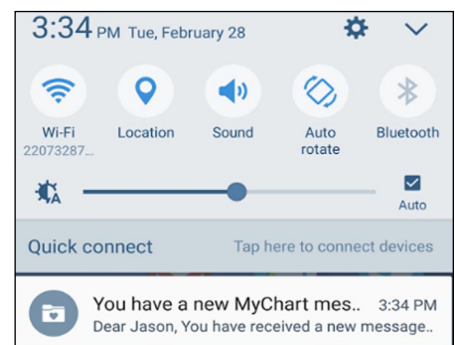 3:34 PM Tue, February 28
Wi-Fi Location Sound Auto Bluetooth
22073287... rotate
A
Auto
Quick connect Tap here to connect devices
You have a new MyChart mes.. 3:34 PM
Dear Jason, You have received a new message..